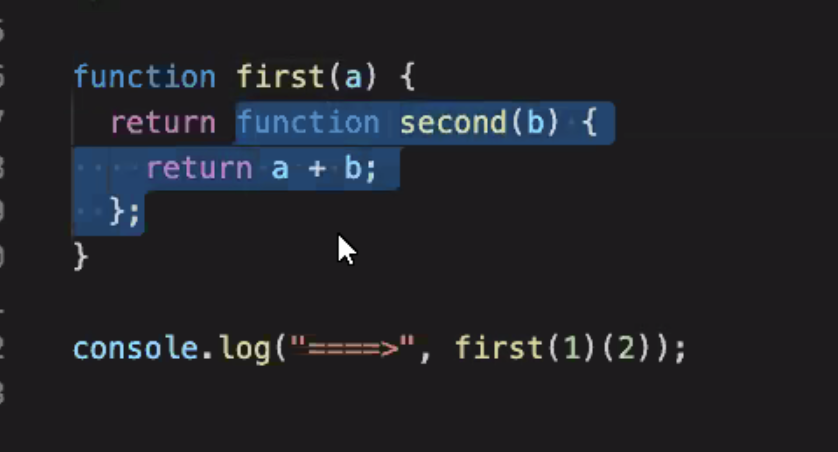 function first(a) {
return function second(b) {
return a + b;
};
}
console.log("====>", first(1)(2));